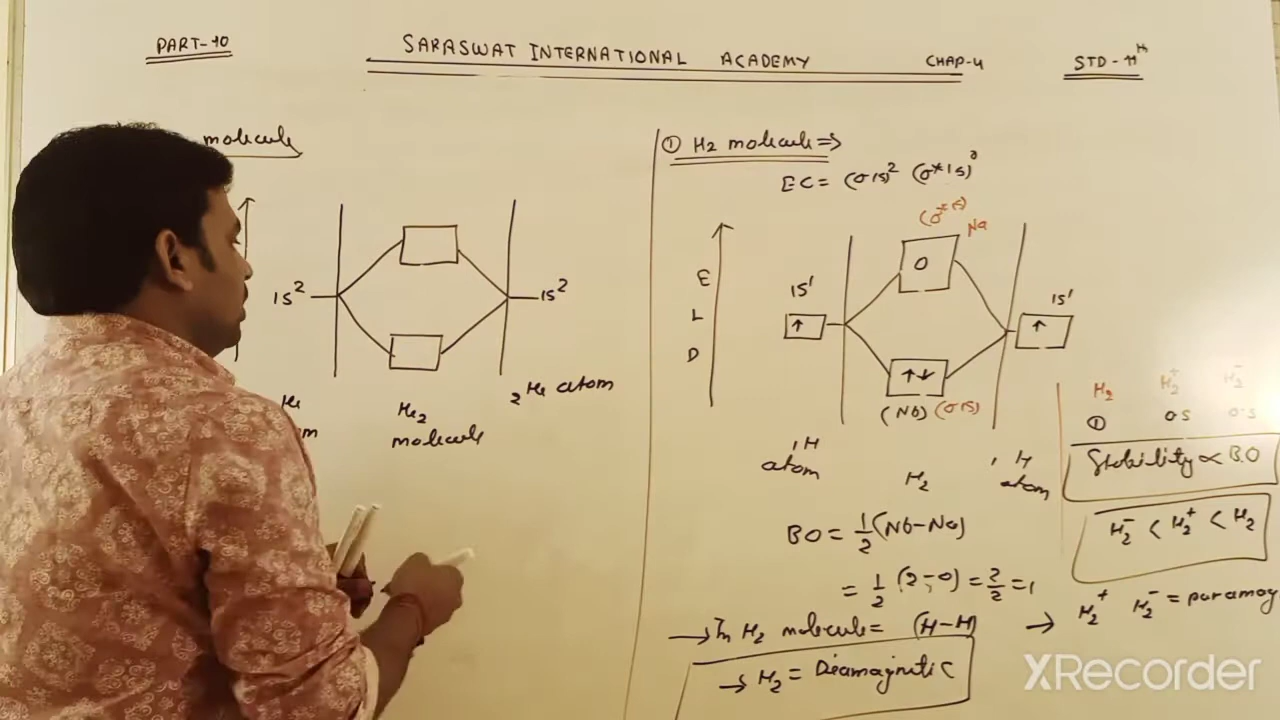 PART-10
SARASWAT INTERNATIONAL ACADEMY
CHAP-4
STD-11th
molecule
1s²
1s²
He
₂He atom
He₂
molecule
① H₂ molecule ⇒
EC = (σ1s)² (σ*1s)⁰
(σ*1s)
Na
0
E
L
D
1s¹
↑
1s¹
↑
↑↓
(Nb) (σ1s)
₁H
atom
H₂
₁H
atom
BO = 1/2 (Nb-Na)
= 1/2 (2-0) = 2/2 = 1
→ In H₂ molecule = (H-H)
→ H₂ = Diamagnetic
H₂ H₂⁺ H₂⁻
① 0.5 0.5
Stability ∝ B.O
H₂⁻ < H₂⁺ < H₂
→ H₂⁺ H₂⁻ = paramag
XRecorder